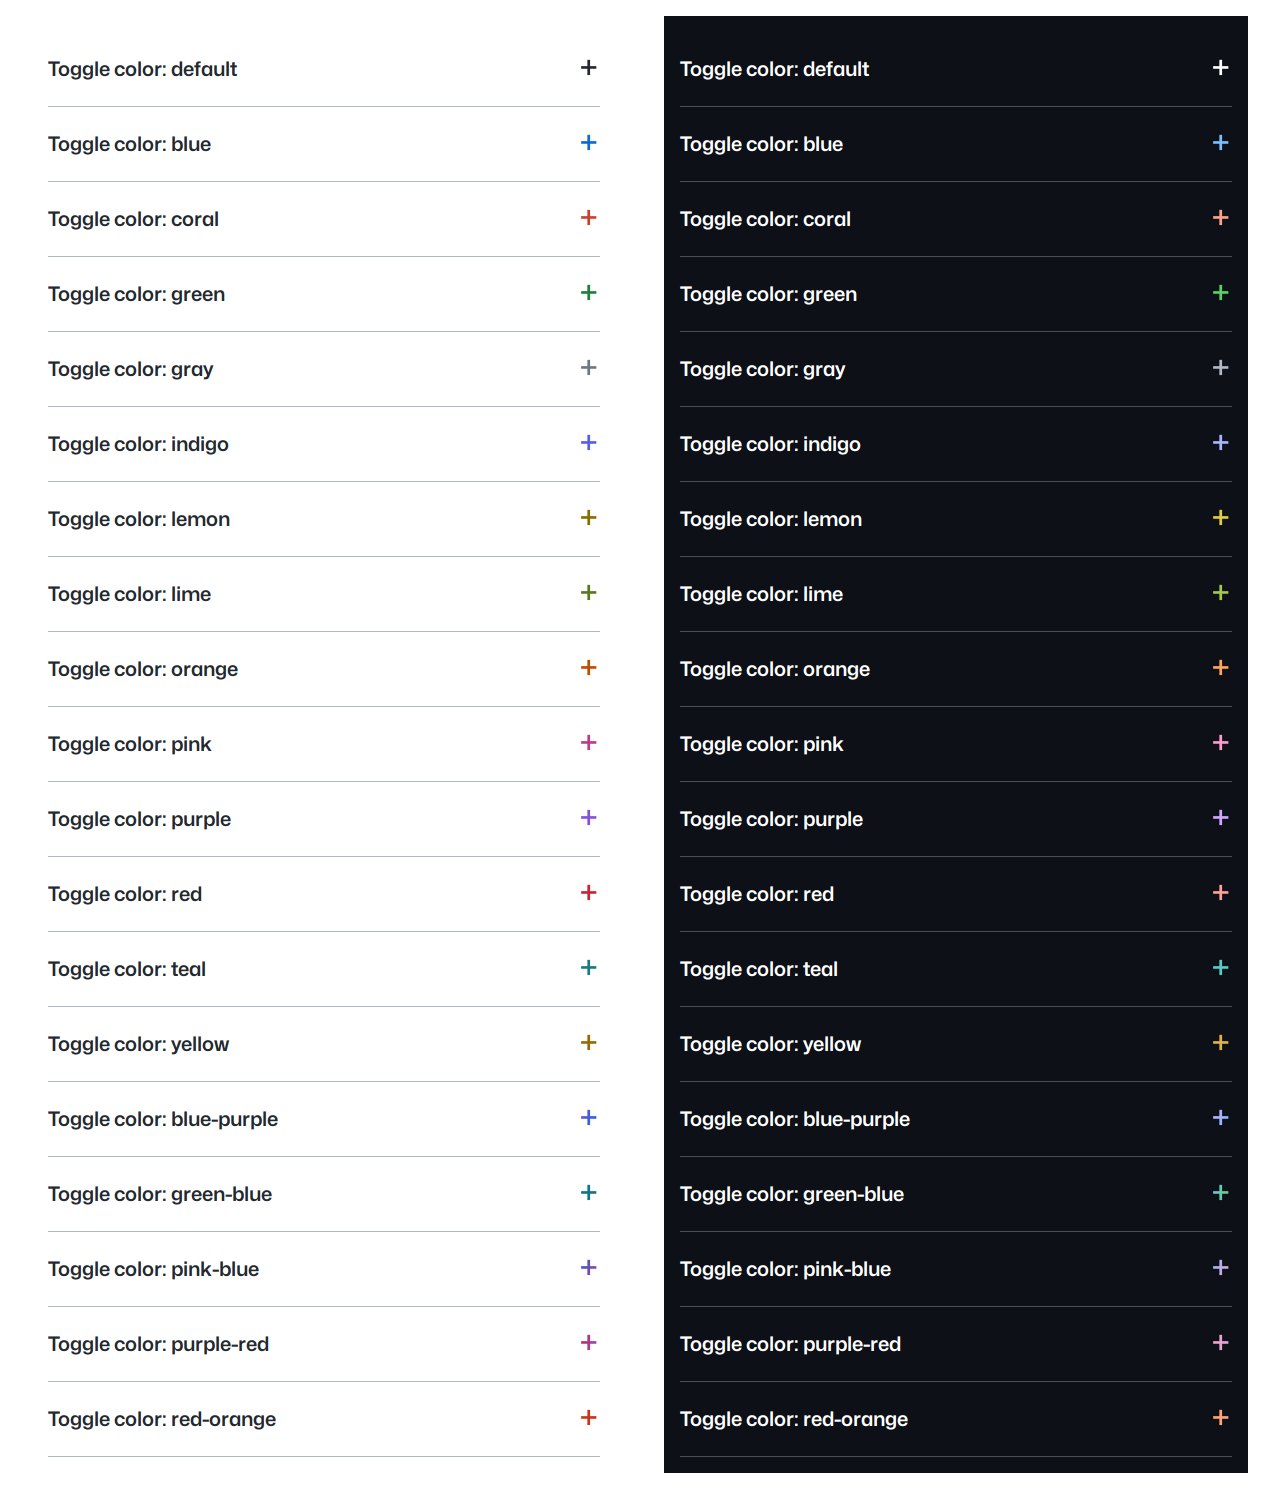 Toggle color: default
Toggle color: blue
Toggle color: coral
Toggle color: green
Toggle color: gray
Toggle color: indigo
Toggle color: lemon
Toggle color: lime
Toggle color: orange
Toggle color: pink
Toggle color: purple
Toggle color: red
Toggle color: teal
Toggle color: yellow
Toggle color: blue-purple
Toggle color: green-blue
Toggle color: pink-blue
Toggle color: purple-red
Toggle color: red-orange
Toggle color: default
Toggle color: blue
Toggle color: coral
Toggle color: green
Toggle color: gray
Toggle color: indigo
Toggle color: lemon
Toggle color: lime
Toggle color: orange
Toggle color: pink
Toggle color: purple
Toggle color: red
Toggle color: teal
Toggle color: yellow
Toggle color: blue-purple
Toggle color: green-blue
Toggle color: pink-blue
Toggle color: purple-red
Toggle color: red-orange